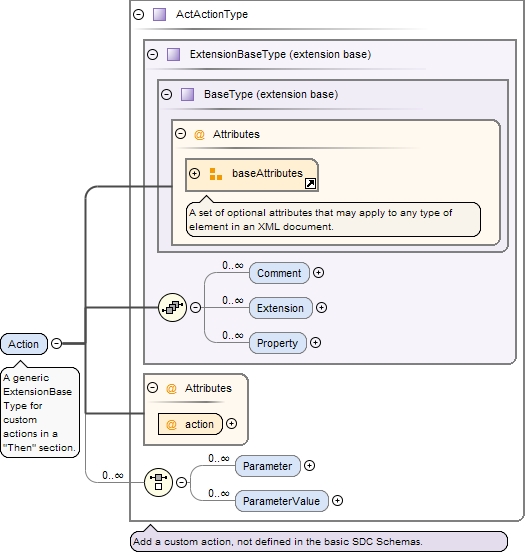 ActActionType
ExtensionBaseType (extension base)
BaseType (extension base)
@ Attributes
baseAttributes
A set of optional attributes that may apply to any type of
element in an XML document.
0..∞
Comment
0..∞
Extension
0..∞
Property
Action
A generic
ExtensionBase
Type for
custom
actions in a
"Then" section.
@ Attributes
@ action
0..∞
0..∞
Parameter
0..∞
ParameterValue
Add a custom action, not defined in the basic SDC Schemas.